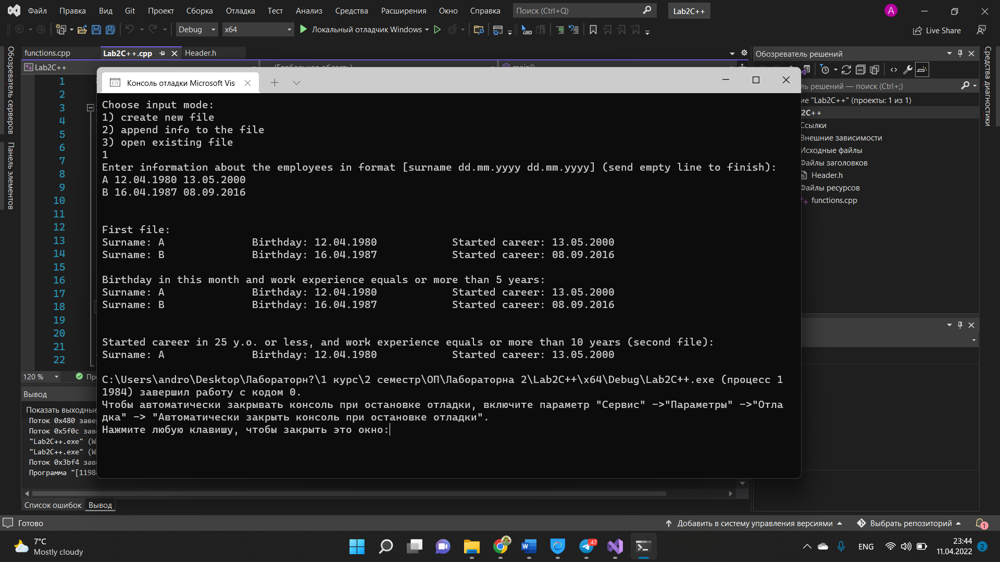 Файл Правка Вид Git Проект Сборка Отладка Тест Анализ Средства Расширения Окно Справка Поиск (Ctrl+Q) Lab2C++ A
Debug x64 Локальный отладчик Windows Live Share
Обозреватель серверов
Панель элементов
functions.cpp Lab2C++.cpp Header.h
Lab2C++ (Глобальная область) main()
1
2
3
4
5
6
7
8
9
10
11
12
13
14
15
16
17
18
19
20
21
22
Консоль отладки Microsoft Vis
Choose input mode:
1) create new file
2) append info to the file
3) open existing file
1
Enter information about the employees in format [surname dd.mm.yyyy dd.mm.yyyy] (send empty line to finish):
A 12.04.1980 13.05.2000
B 16.04.1987 08.09.2016
First file:
Surname: A Birthday: 12.04.1980 Started career: 13.05.2000
Surname: B Birthday: 16.04.1987 Started career: 08.09.2016
Birthday in this month and work experience equals or more than 5 years:
Surname: A Birthday: 12.04.1980 Started career: 13.05.2000
Surname: B Birthday: 16.04.1987 Started career: 08.09.2016
Started career in 25 y.o. or less, and work experience equals or more than 10 years (second file):
Surname: A Birthday: 12.04.1980 Started career: 13.05.2000
C:\Users\andro\Desktop\Лабораторн?\1 курс\2 семестр\ОП\Лабораторна 2\Lab2C++\x64\Debug\Lab2C++.exe (процесс 1
1984) завершил работу с кодом 0.
Чтобы автоматически закрывать консоль при остановке отладки, включите параметр "Сервис" ->"Параметры" ->"Отла
дка" -> "Автоматически закрыть консоль при остановке отладки".
Нажмите любую клавишу, чтобы закрыть это окно:
Обозреватель решений
ль решений — поиск (Ctrl+;)
ие "Lab2C++" (проекты: 1 из 1)
2C++
Ссылки
Внешние зависимости
Исходные файлы
Файлы заголовков
Header.h
Файлы ресурсов
functions.cpp
Средства диагностики
120 % Пр
Вывод
Показать выходные
Поток 0x480 заве
Поток 0x5f0c зав
"Lab2C++.exe" (W
"Lab2C++.exe" (W
Поток 0x3bf4 зав
Программа "[1198
Список ошибок Вывод
Готово Добавить в систему управления версиями Выбрать репозиторий 1
7°C
Mostly cloudy
47
ENG
23:44
11.04.2022
2